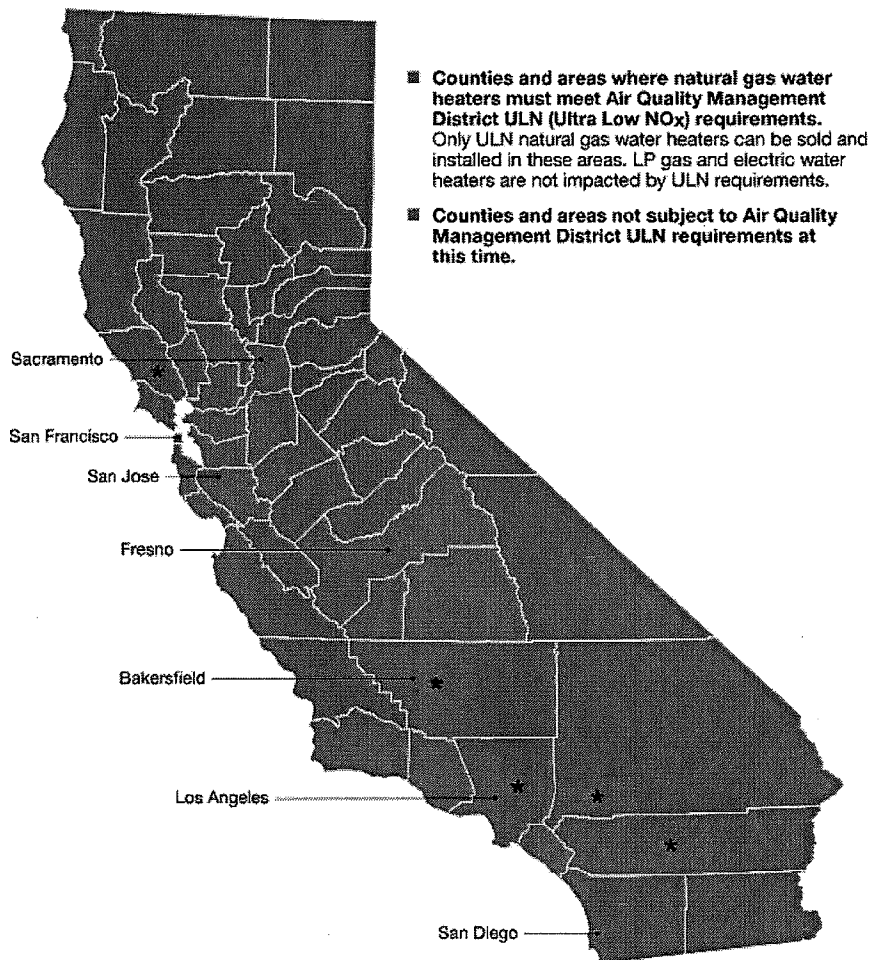 ■ Counties and areas where natural gas water
heaters must meet Air Quality Management
District ULN (Ultra Low NOx) requirements.
Only ULN natural gas water heaters can be sold and
installed in these areas. LP gas and electric water
heaters are not impacted by ULN requirements.
■ Counties and areas not subject to Air Quality
Management District ULN requirements at
this time.
Sacramento
San Francisco
San Jose
Fresno
Bakersfield
Los Angeles
San Diego